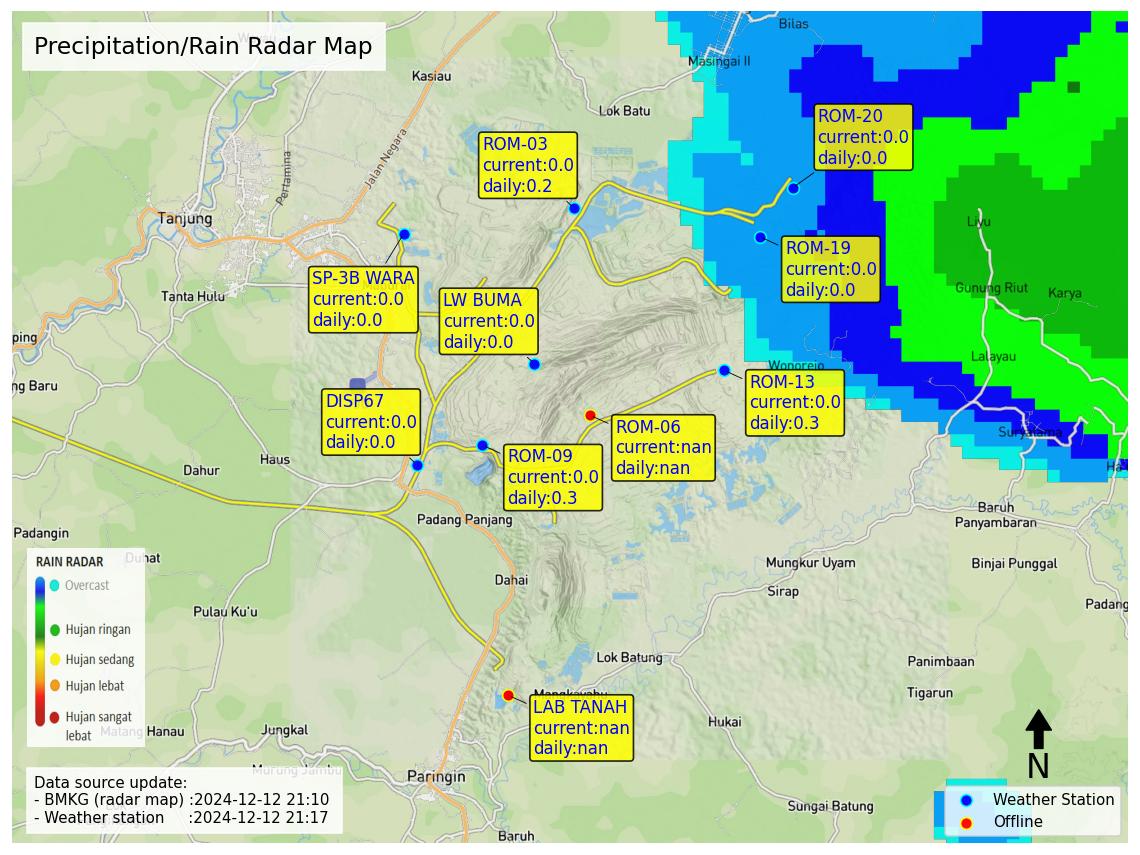 Precipitation/Rain Radar Map
Bilas
Masingai II
Kasiau
Lok Batu
Jalan Negara
Pertamina
ROM-20
current:0.0
daily:0.0
ROM-03
current:0.0
daily:0.2
Tanjung
Liyu
ROM-19
current:0.0
daily:0.0
SP-3B WARA
current:0.0
daily:0.0
LW BUMA
current:0.0
daily:0.0
Tanta Hulu
Gunung Riut
Karya
ping
Lalayau
Wonorejo
ng Baru
ROM-13
current:0.0
daily:0.3
DISP67
current:0.0
daily:0.0
ROM-06
current:nan
daily:nan
ROM-09
current:0.0
daily:0.3
Suryatama
Haus
Dahur
Ha
Padang Panjang
Baruh
Panyambaran
Padangin
Duhat
Mungkur Uyam
Binjai Punggal
Dahai
Sirap
Padang
Pulau Ku'u
RAIN RADAR
Overcast
Hujan ringan
Hujan sedang
Hujan lebat
Hujan sangat
lebat
Lok Batung
Panimbaan
Tigarun
Mangkayahu
LAB TANAH
current:nan
daily:nan
Hukai
Matang Hanau
Jungkal
Murung Jambu
Paringin
Sungai Batung
Baruh
N
Data source update:
- BMKG (radar map) :2024-12-12 21:10
- Weather station :2024-12-12 21:17
Weather Station
Offline